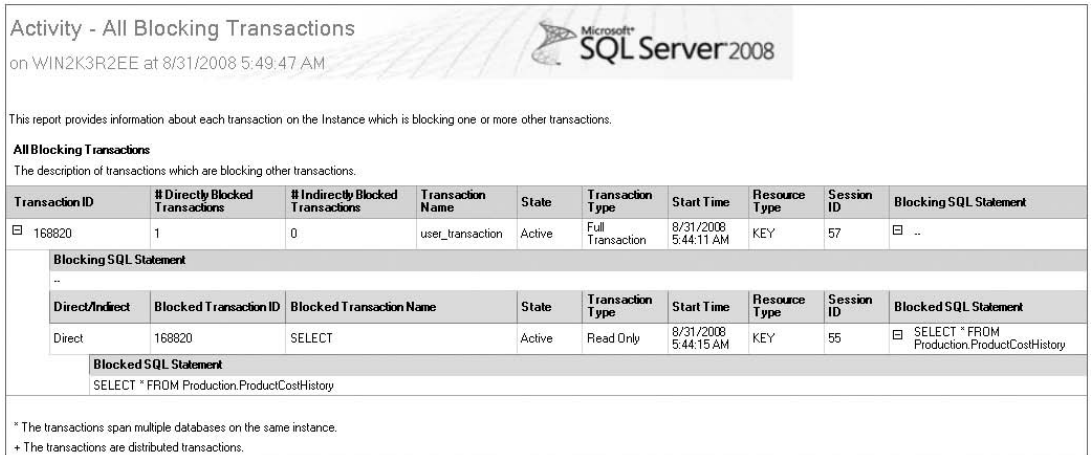 Activity - All Blocking Transactions
on WIN2K3R2EE at 8/31/2008 5:49:47 AM
Microsoft®
SQL Server 2008
This report provides information about each transaction on the Instance which is blocking one or more other transactions.
All Blocking Transactions
The description of transactions which are blocking other transactions.
Transaction ID # Directly Blocked Transactions # Indirectly Blocked Transactions Transaction Name State Transaction Type Start Time Resource Type Session ID Blocking SQL Statement
168820 1 0 user_transaction Active Full Transaction 8/31/2008 5:44:11 AM KEY 57 --
Blocking SQL Statement
--
Direct/Indirect Blocked Transaction ID Blocked Transaction Name State Transaction Type Start Time Resource Type Session ID Blocked SQL Statement
Direct 168820 SELECT Active Read Only 8/31/2008 5:44:15 AM KEY 55 SELECT * FROM Production.ProductCostHistory
Blocked SQL Statement
SELECT * FROM Production.ProductCostHistory
* The transactions span multiple databases on the same instance.
+ The transactions are distributed transactions.